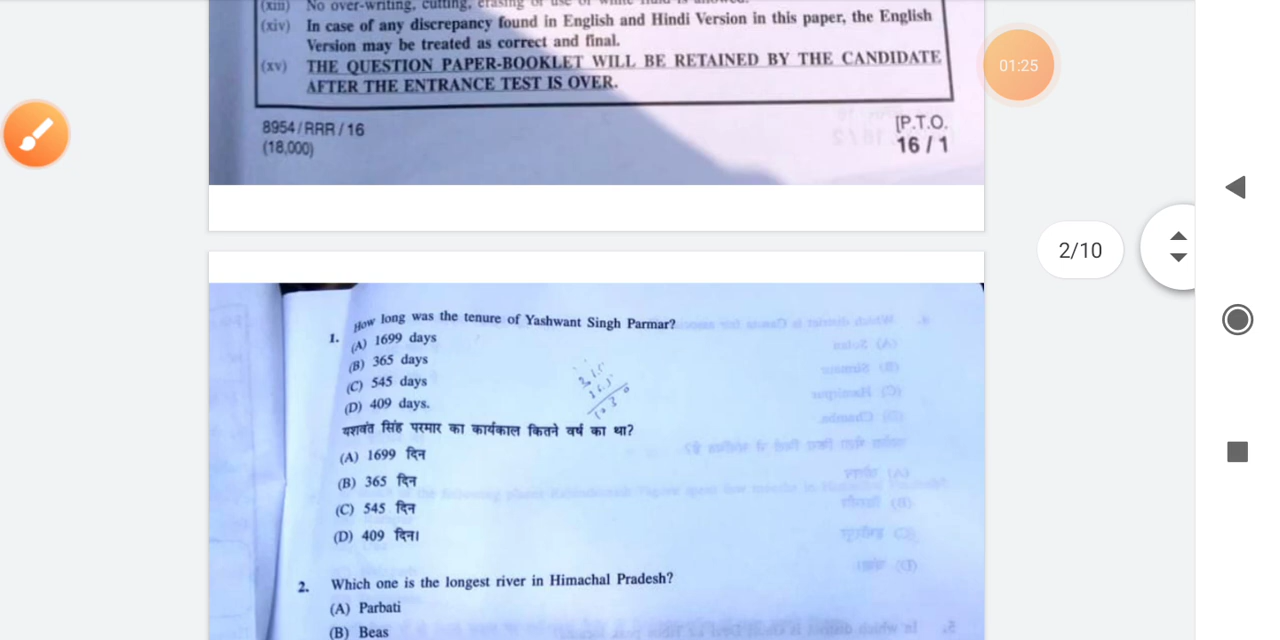 (xiii) No over-writing, cutting, erasing or use of white fluid is allowed.
(xiv) In case of any discrepancy found in English and Hindi Version in this paper, the English
Version may be treated as correct and final.
(xv) THE QUESTION PAPER-BOOKLET WILL BE RETAINED BY THE CANDIDATE
AFTER THE ENTRANCE TEST IS OVER.
01:25
8954/RRR/16
(18,000)
[P.T.O.
16/1
2/10
1. How long was the tenure of Yashwant Singh Parmar?
(A) 1699 days
(B) 365 days
(C) 545 days
(D) 409 days.
यशवंत सिंह परमार का कार्यकाल कितने वर्ष का था?
(A) 1699 दिन
(B) 365 दिन
(C) 545 दिन
(D) 409 दिन।
2. Which one is the longest river in Himachal Pradesh?
(A) Parbati
(B) Beas